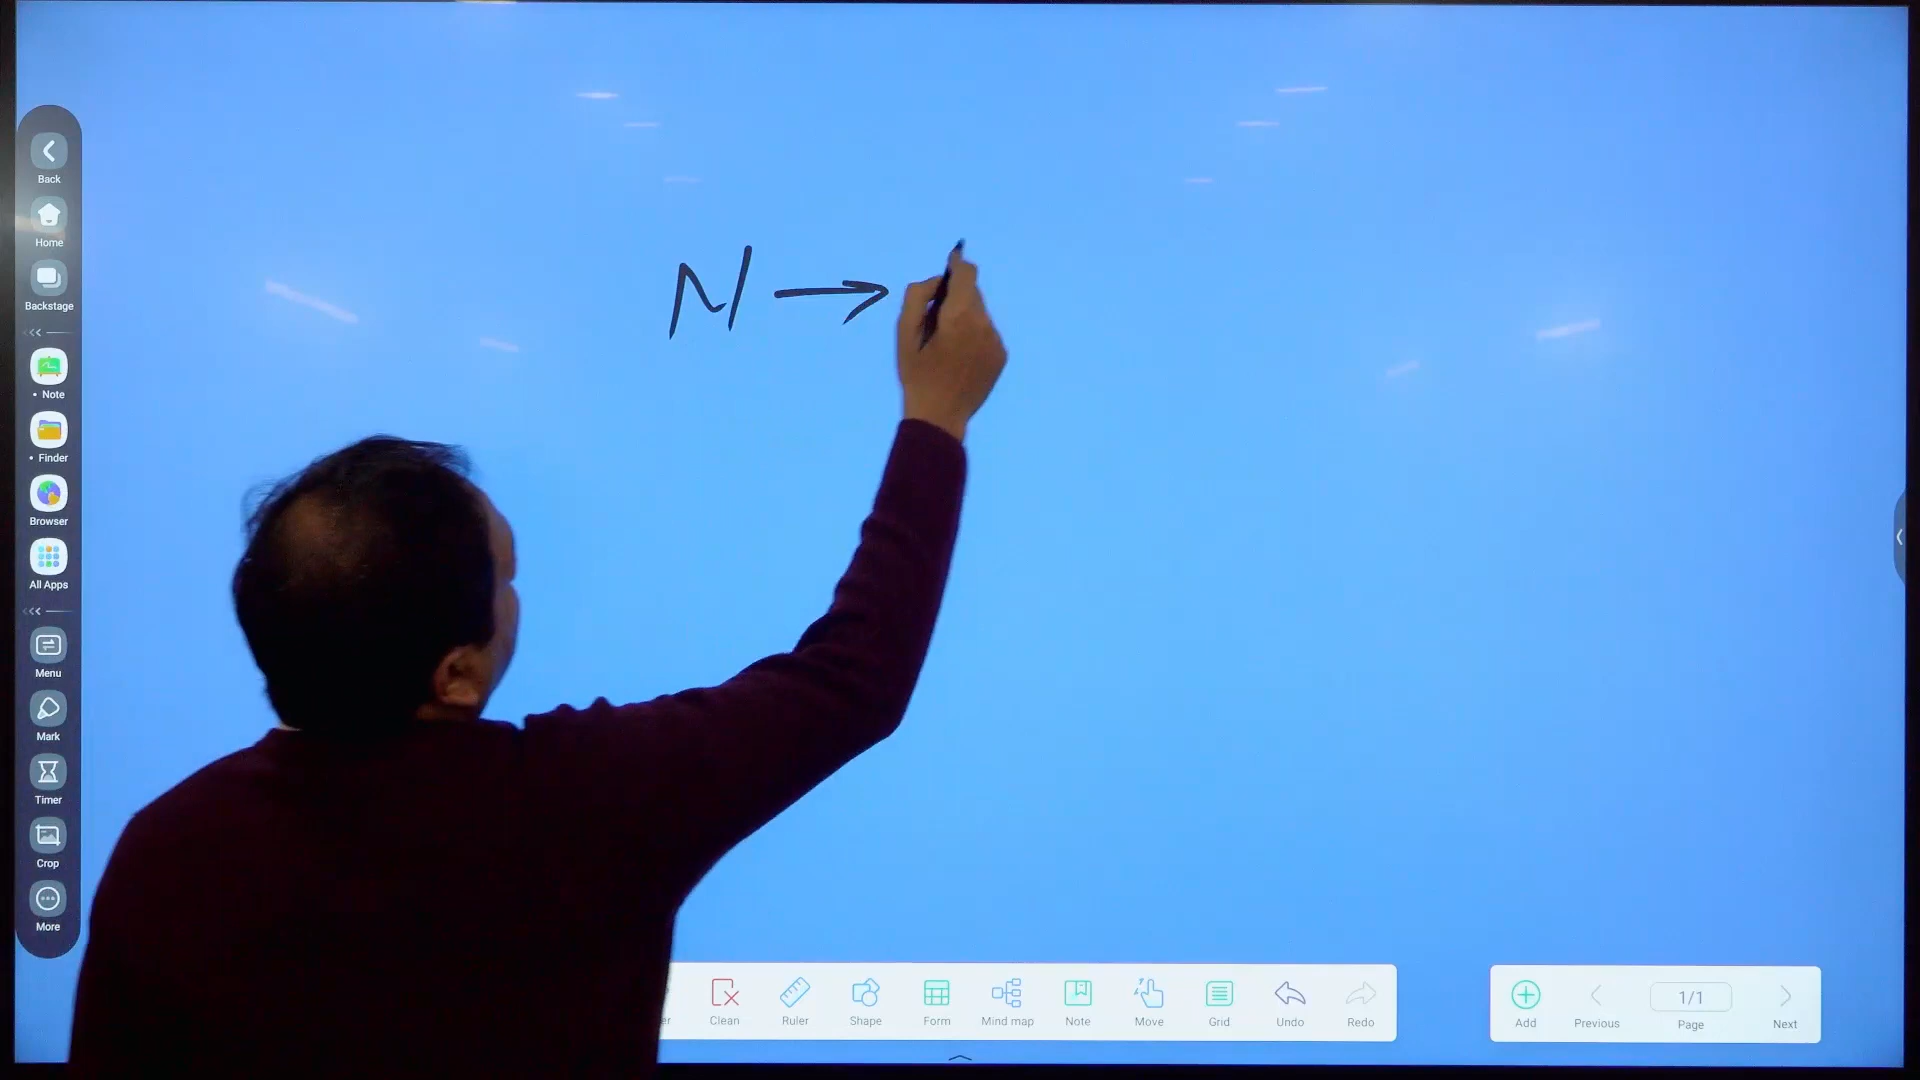 Back
Home
Backstage
Note
Finder
Browser
All Apps
Menu
Mark
Timer
Crop
More
N →
Clean Ruler Shape Form Mind map Note Move Grid Undo Redo
Add Previous 1/1 Page Next